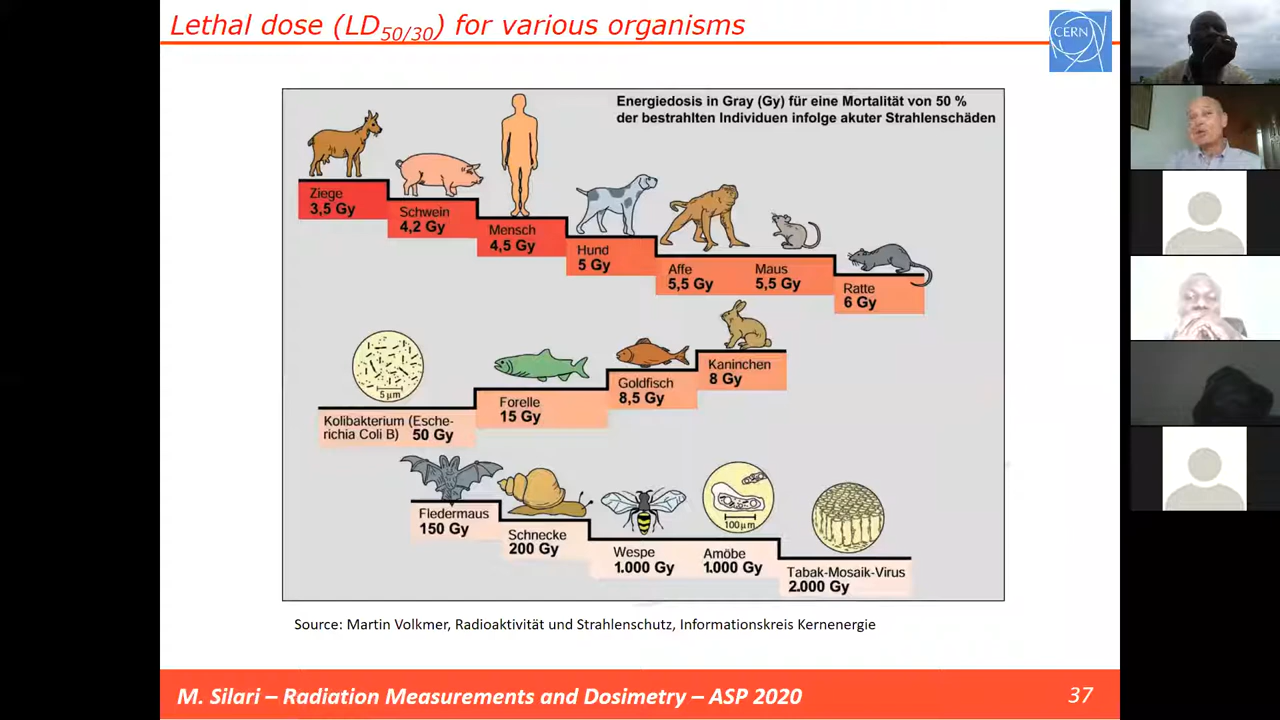 Lethal dose (LD50/30) for various organisms
CERN
Energiedosis in Gray (Gy) für eine Mortalität von 50 %
der bestrahlten Individuen infolge akuter Strahlenschäden
Ziege
3,5 Gy
Schwein
4,2 Gy
Mensch
4,5 Gy
Hund
5 Gy
Affe
5,5 Gy
Maus
5,5 Gy
Ratte
6 Gy
Kaninchen
8 Gy
Goldfisch
8,5 Gy
Forelle
15 Gy
5 µm
Kolibakterium (Esche-
richia Coli B) 50 Gy
Fledermaus
150 Gy
Schnecke
200 Gy
Wespe
1.000 Gy
100 µm
Amöbe
1.000 Gy
Tabak-Mosaik-Virus
2.000 Gy
Source: Martin Volkmer, Radioaktivität und Strahlenschutz, Informationskreis Kernenergie
M. Silari – Radiation Measurements and Dosimetry – ASP 2020
37